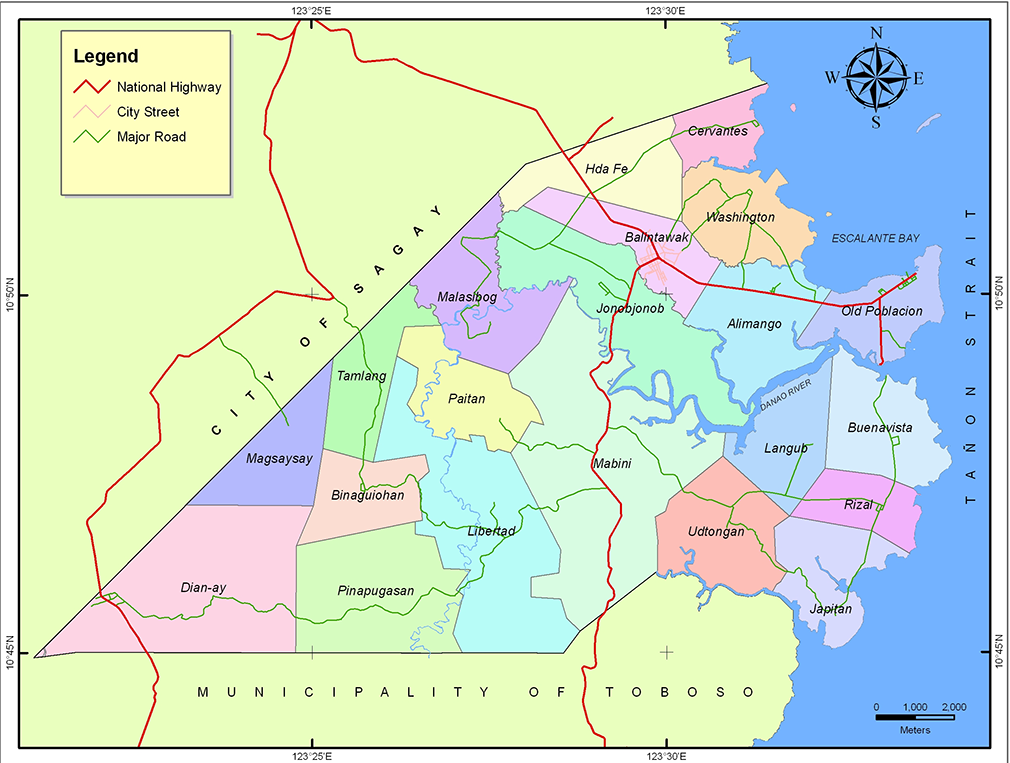 123°25'E
123°30'E
Legend
National Highway
City Street
Major Road
N
W
E
S
Cervantes
Hda Fe
Washington
Balintawak
ESCALANTE BAY
CITY OF SAGAY
Malasibog
10°50'N
10°50'N
Jonobjonob
Old Poblacion
Alimango
TAÑON STRAIT
Tamlang
Paitan
DANAO RIVER
Buenavista
Langub
Magsaysay
Mabini
Binaguiohan
Rizal
Libertad
Udtongan
Dian-ay
Pinapugasan
Japitan
10°45'N
10°45'N
MUNICIPALITY OF TOBOSO
0 1,000 2,000
Meters
123°25'E
123°30'E